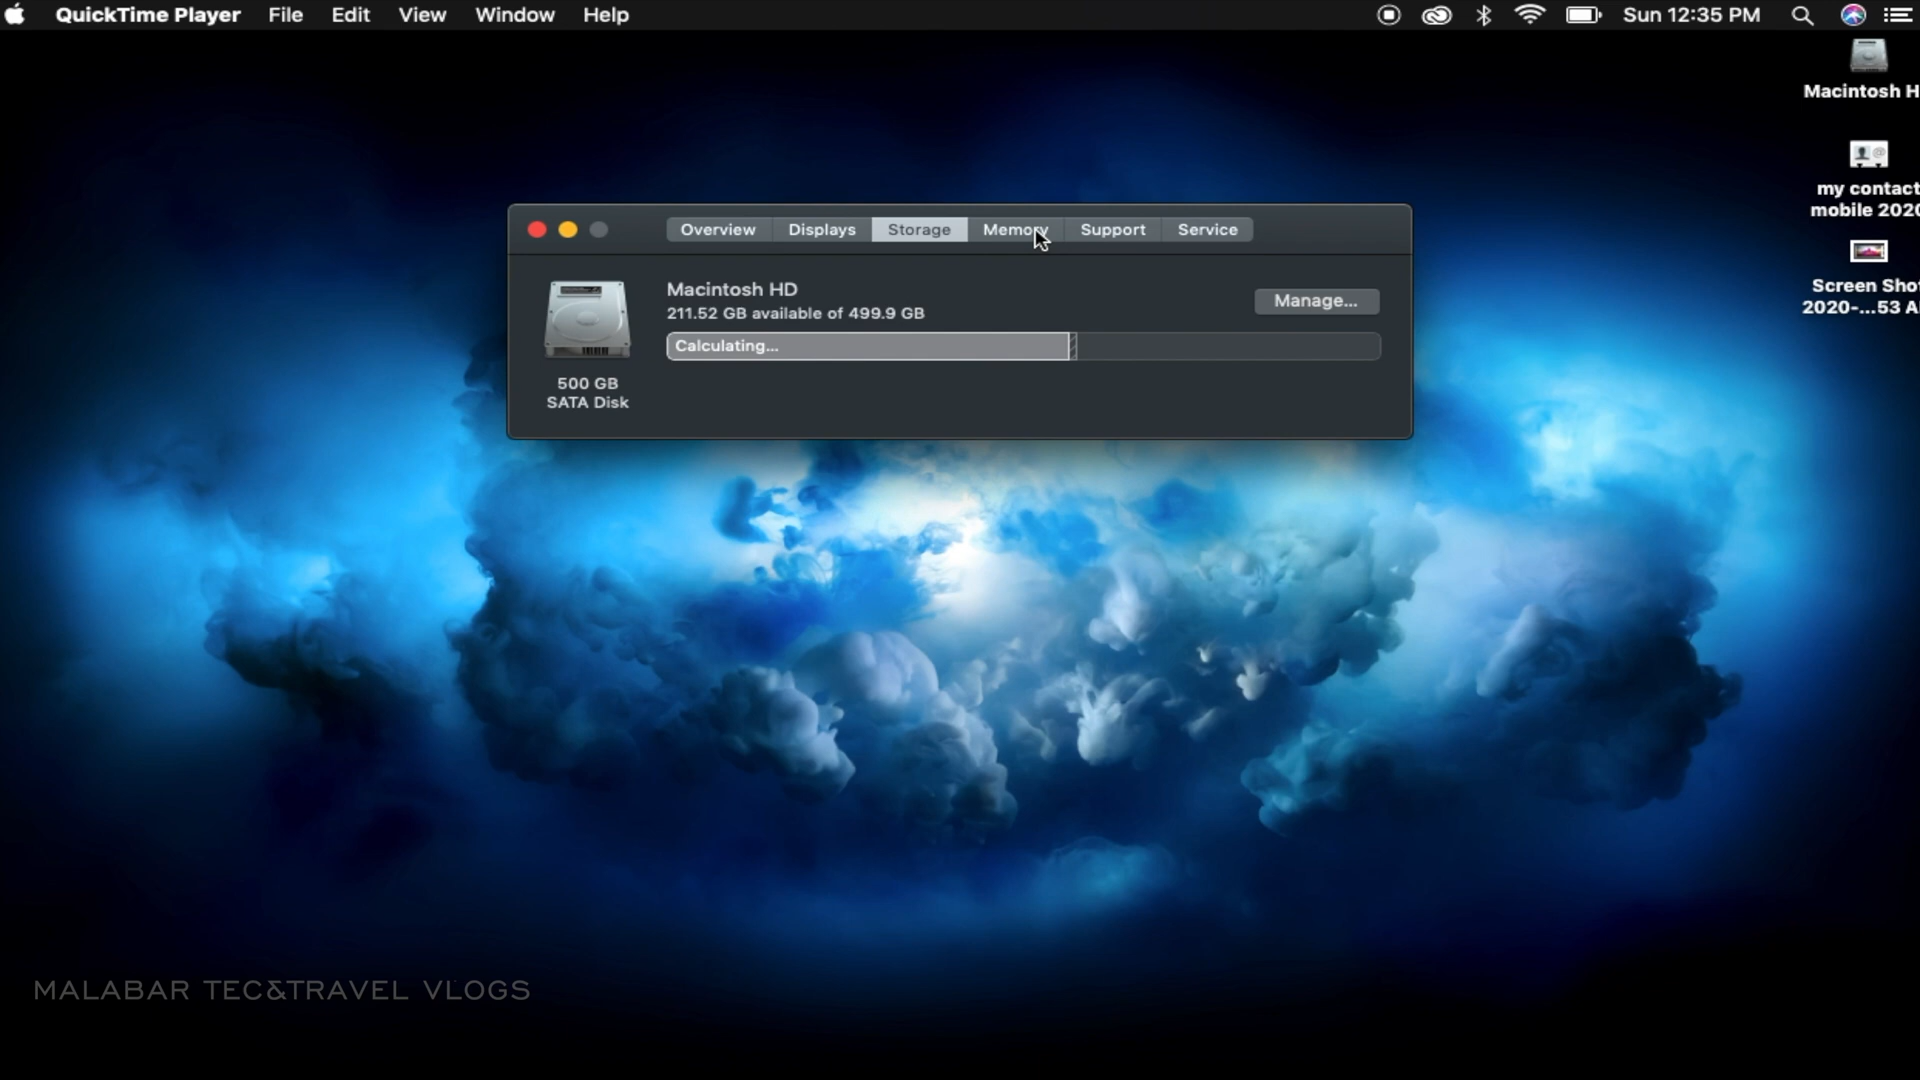 QuickTime Player File Edit View Window Help Sun 12:35 PM
Macintosh H
my contact
mobile 202
Screen Sho
2020-...53 A
Overview Displays Storage Memory Support Service
Macintosh HD
211.52 GB available of 499.9 GB
Manage...
Calculating...
500 GB
SATA Disk
MALABAR TEC&TRAVEL VLOGS